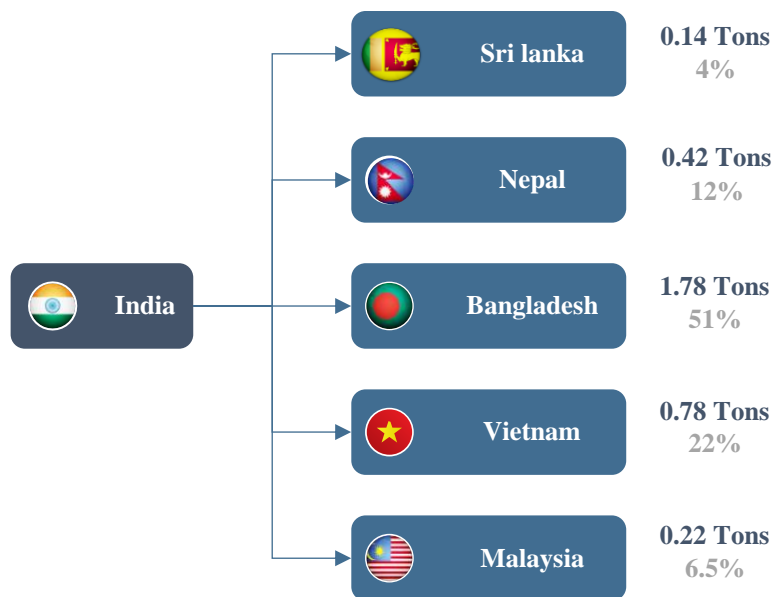 Sri lanka
0.14 Tons
4%
Nepal
0.42 Tons
12%
India
Bangladesh
1.78 Tons
51%
Vietnam
0.78 Tons
22%
Malaysia
0.22 Tons
6.5%